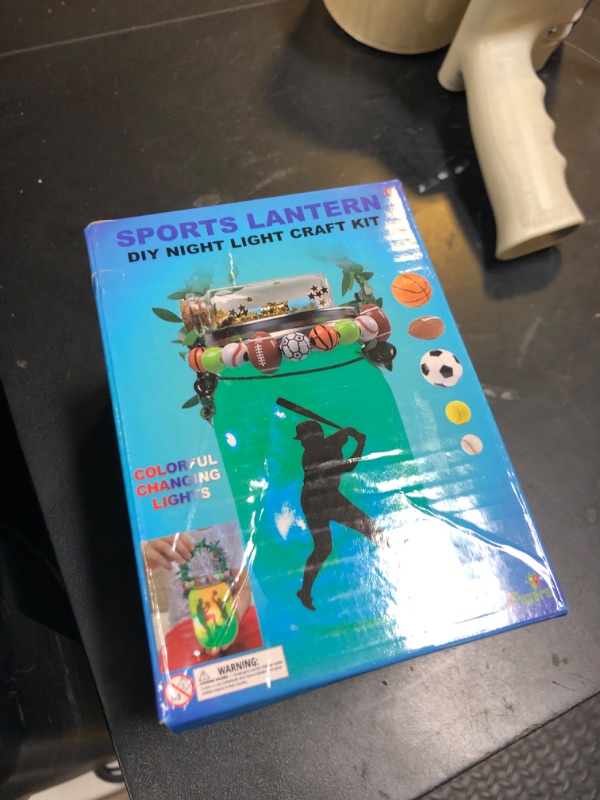 SPORTS LANTERN
DIY NIGHT LIGHT CRAFT KIT
COLORFUL
CHANGING
LIGHTS
WARNING: